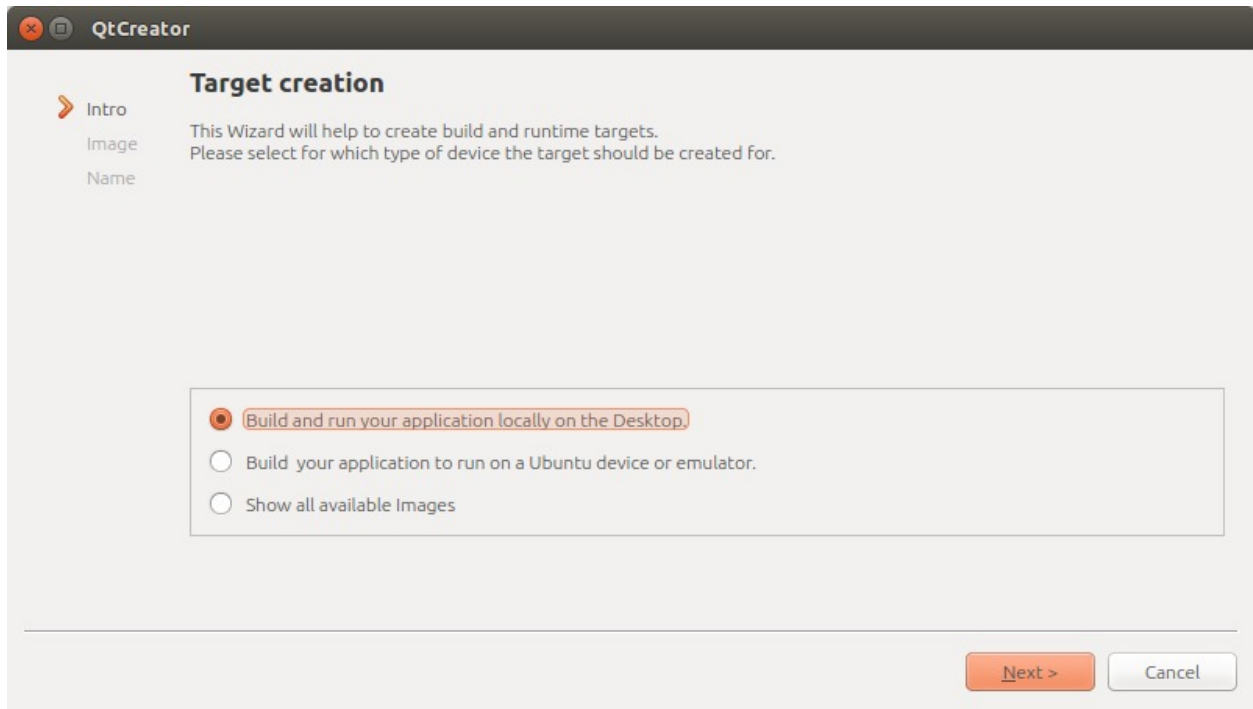 QtCreator
Target creation
Intro
Image
Name
This Wizard will help to create build and runtime targets.
Please select for which type of device the target should be created for.
Build and run your application locally on the Desktop.
Build  your application to run on a Ubuntu device or emulator.
Show all available Images
Next >
Cancel